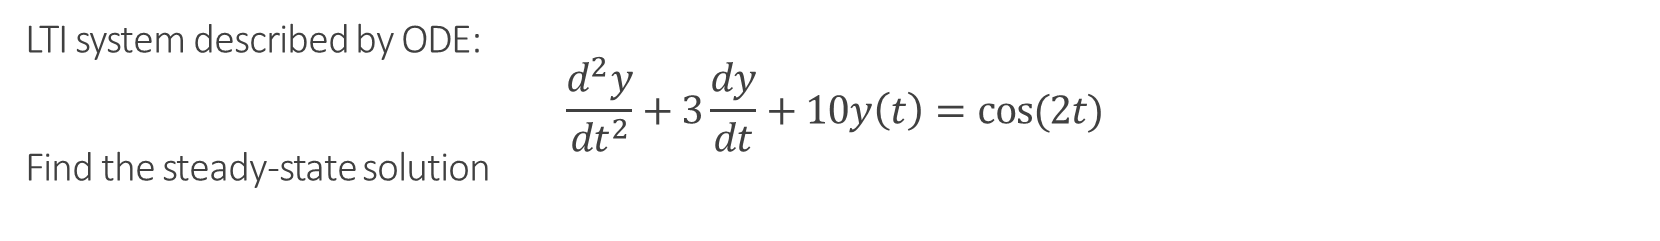 LTI system described by ODE:
d²y/dt² + 3 dy/dt + 10y(t) = cos(2t)
Find the steady-state solution